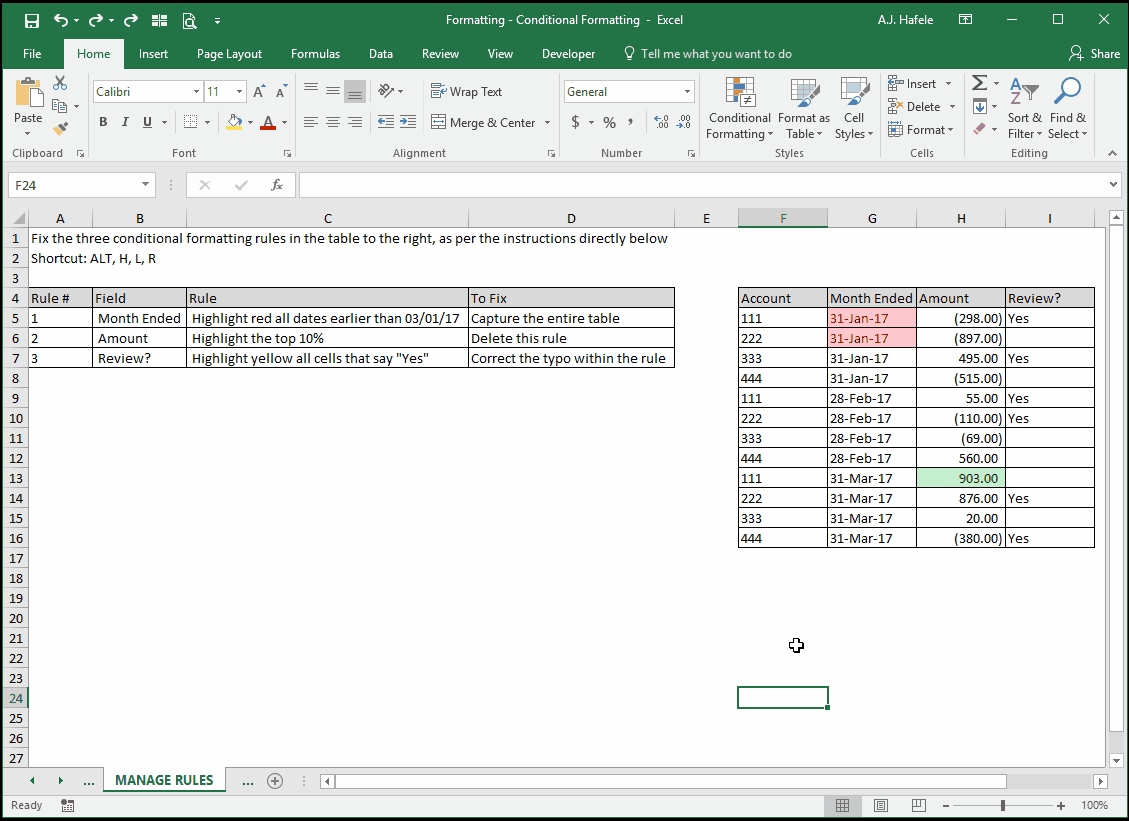 Formatting - Conditional Formatting - Excel
A.J. Hafele
File Home Insert Page Layout Formulas Data Review View Developer Tell me what you want to do Share
Paste
Calibri 11
B I U A
Wrap Text
Merge & Center
General
$ % ,
Conditional Formatting
Format as Table
Cell Styles
Insert
Delete
Format
Sort & Filter
Find & Select
Clipboard Font Alignment Number Styles Cells Editing
F24 fx
A B C D E F G H I
1 Fix the three conditional formatting rules in the table to the right, as per the instructions directly below
2 Shortcut: ALT, H, L, R
3
4 Rule # Field Rule To Fix Account Month Ended Amount Review?
5 1 Month Ended Highlight red all dates earlier than 03/01/17 Capture the entire table 111 31-Jan-17 (298.00) Yes
6 2 Amount Highlight the top 10% Delete this rule 222 31-Jan-17 (897.00)
7 3 Review? Highlight yellow all cells that say "Yes" Correct the typo within the rule 333 31-Jan-17 495.00 Yes
8 444 31-Jan-17 (515.00)
9 111 28-Feb-17 55.00 Yes
10 222 28-Feb-17 (110.00) Yes
11 333 28-Feb-17 (69.00)
12 444 28-Feb-17 560.00
13 111 31-Mar-17 903.00
14 222 31-Mar-17 876.00 Yes
15 333 31-Mar-17 20.00
16 444 31-Mar-17 (380.00) Yes
17
18
19
20
21
22
23
24
25
26
27
... MANAGE RULES ...
Ready 100%